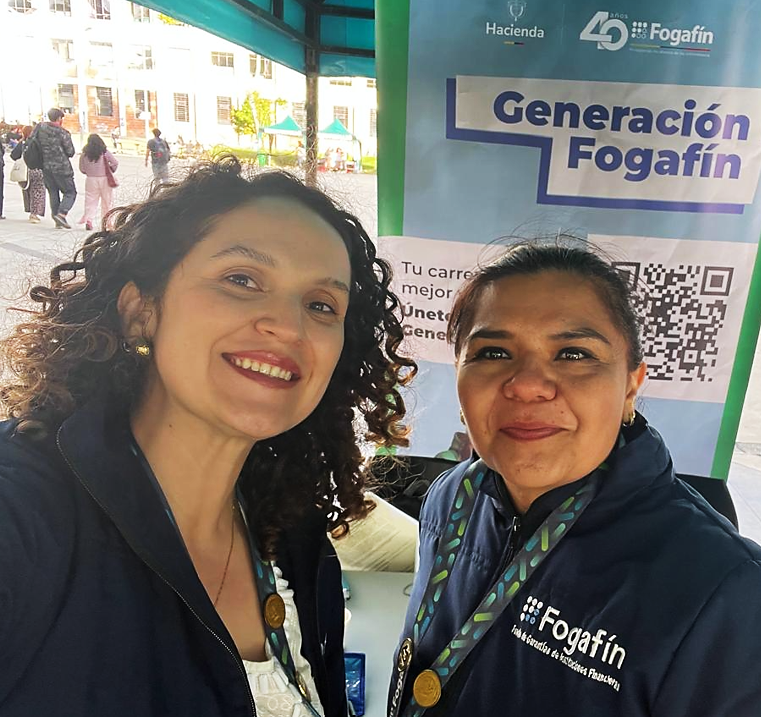 Hacienda
40 años Fogafín
Generación
Fogafín
Tu carre
mejor
Únete
Gene
Fogafín
Fondo de Garantías de Instituciones Financieras